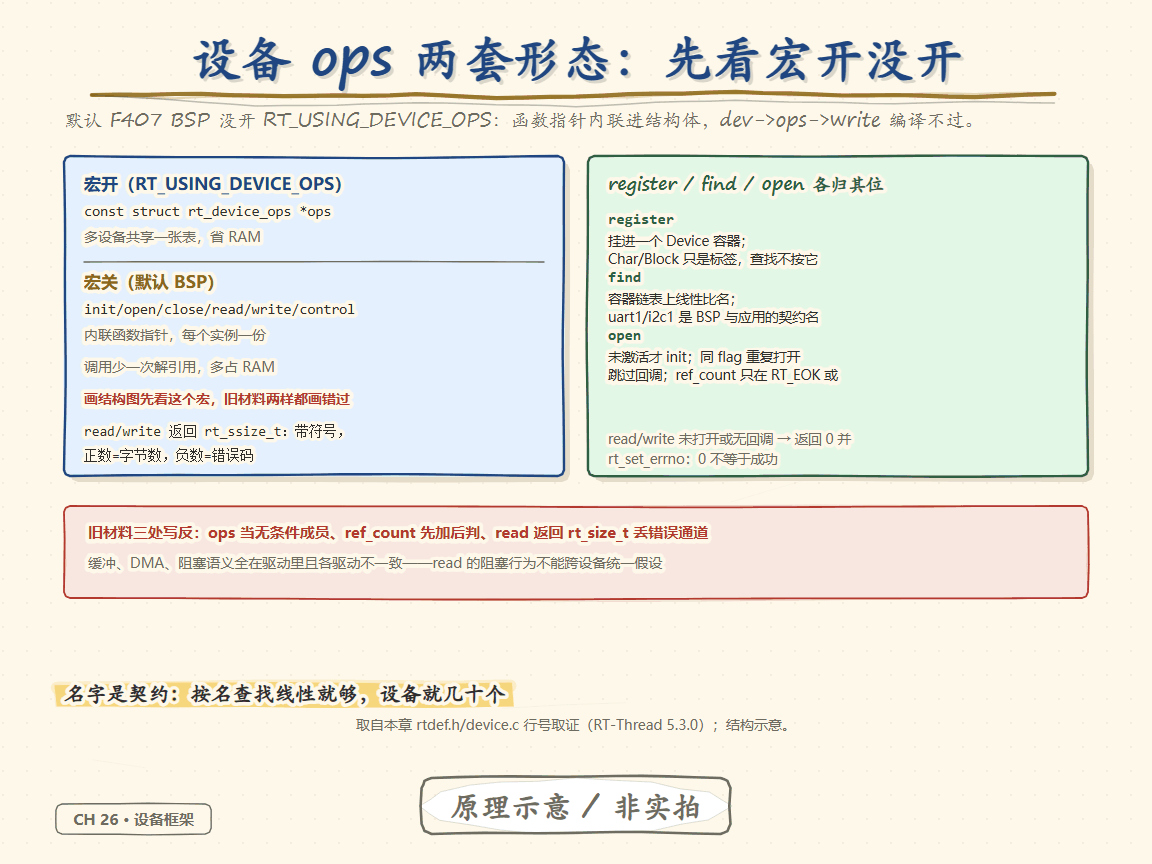 设备 ops 两套形态：先看宏开没开
默认 F407 BSP 没开 RT_USING_DEVICE_OPS：函数指针内联进结构体，dev->ops->write 编译不过。
宏开（RT_USING_DEVICE_OPS）
const struct rt_device_ops *ops
多设备共享一张表，省 RAM
宏关（默认 BSP）
init/open/close/read/write/control
内联函数指针，每个实例一份
调用少一次解引用，多占 RAM
画结构图先看这个宏，旧材料两样都画错过
read/write 返回 rt_ssize_t：带符号，
正数=字节数，负数=错误码
register / find / open 各归其位
register
挂进一个 Device 容器；
Char/Block 只是标签，查找不按它
find
容器链表上线性比名；
uart1/i2c1 是 BSP 与应用的契约名
open
未激活才 init；同 flag 重复打开
跳过回调；ref_count 只在 RT_EOK 或
read/write 未打开或无回调 → 返回 0 并
rt_set_errno：0 不等于成功
旧材料三处写反：ops 当无条件成员、ref_count 先加后判、read 返回 rt_size_t 丢错误通道
缓冲、DMA、阻塞语义全在驱动里且各驱动不一致——read 的阻塞行为不能跨设备统一假设
名字是契约：按名查找线性就够，设备就几十个
取自本章 rtdef.h/device.c 行号取证（RT-Thread 5.3.0）；结构示意。
原理示意 / 非实拍
CH 26 • 设备框架